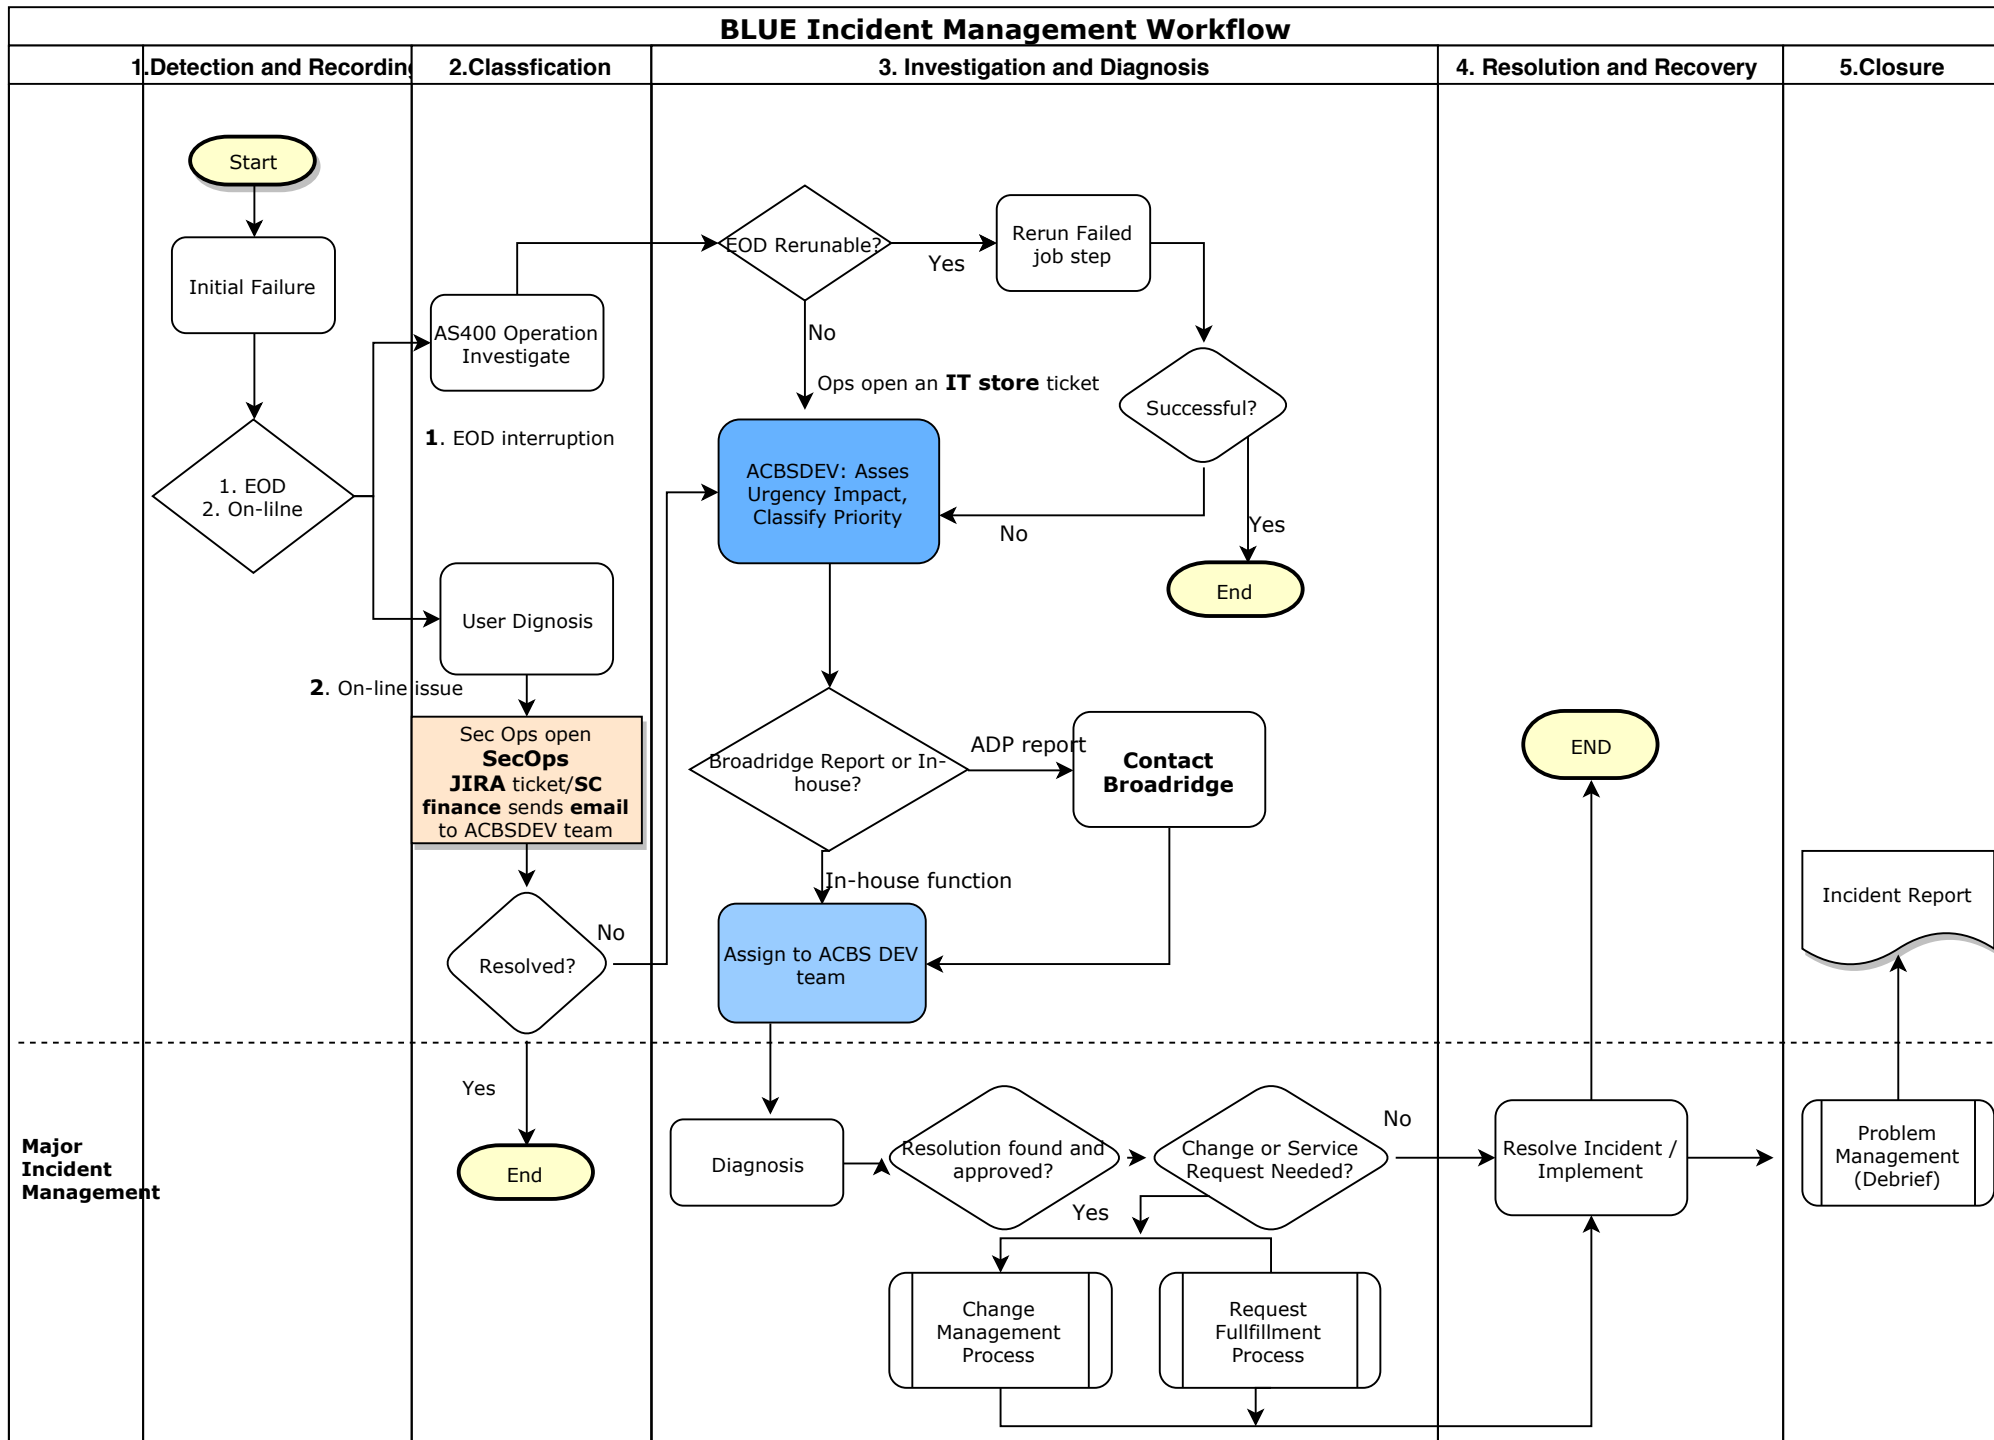 BLUE Incident Management Workflow
1.Detection and Recording
2.Classfication
3. Investigation and Diagnosis
4. Resolution and Recovery
5.Closure
Start
Initial Failure
1. EOD
2. On-lilne
AS400 Operation
Investigate
1. EOD interruption
User Dignosis
2. On-line issue
Sec Ops open
SecOps
JIRA ticket/SC
finance sends email
to ACBSDEV team
Resolved?
No
Yes
End
EOD Rerunable?
Yes
No
Rerun Failed
job step
Ops open an IT store ticket
Successful?
No
Yes
End
ACBSDEV: Asses
Urgency Impact,
Classify Priority
Broadridge Report or In-
house?
ADP report
Contact
Broadridge
In-house function
Assign to ACBS DEV
team
Major
Incident
Management
Diagnosis
Resolution found and
approved?
Change or Service
Request Needed?
No
Yes
Change
Management
Process
Request
Fullfillment
Process
END
Resolve Incident /
Implement
Incident Report
Problem
Management
(Debrief)